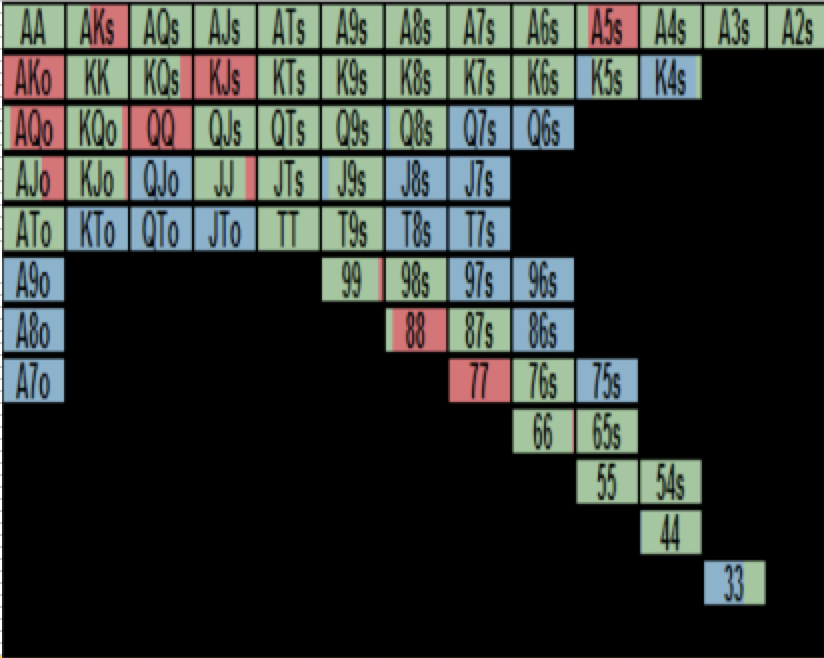 AA AKs AQs AJs ATs A9s A8s A7s A6s A5s A4s A3s A2s
AKo KK KQs KJs KTs K9s K8s K7s K6s K5s K4s
AQo KQo QQ QJs QTs Q9s Q8s Q7s Q6s
AJo KJo QJo JJ JTs J9s J8s J7s
ATo KTo QTo JTo TT T9s T8s T7s
A9o 99 98s 97s 96s
A8o 88 87s 86s
A7o 77 76s 75s
66 65s
55 54s
44
33